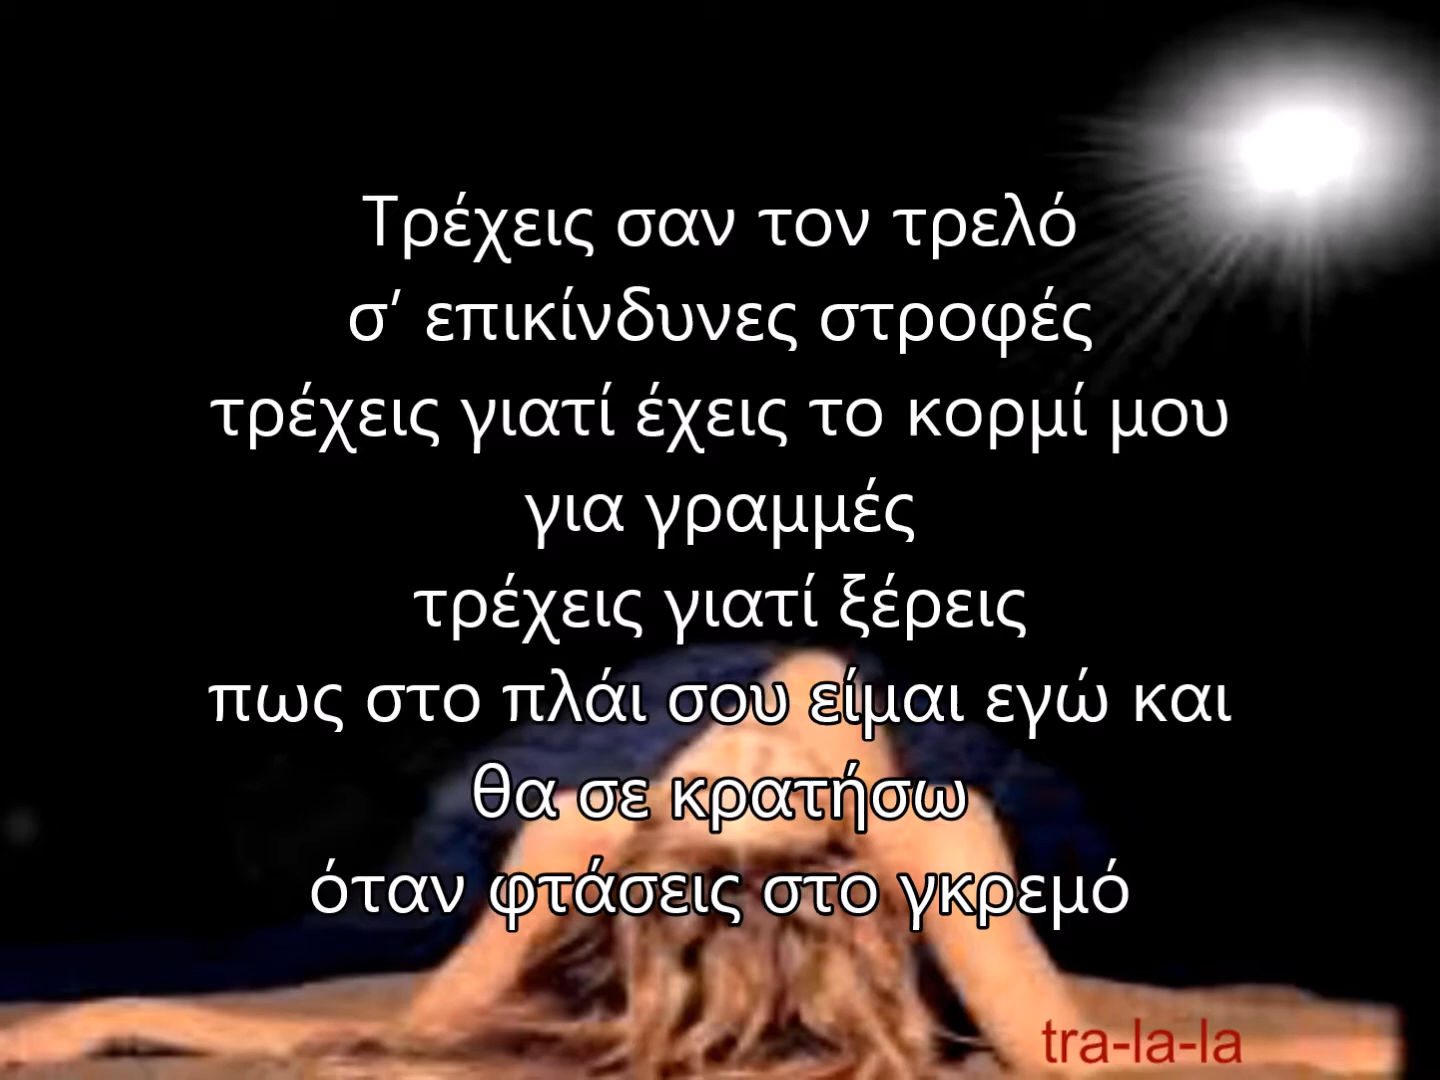 Τρέχεις σαν τον τρελό
σ’ επικίνδυνες στροφές
τρέχεις γιατί έχεις το κορμί μου
για γραμμές
τρέχεις γιατί ξέρεις
πως στο πλάι σου είμαι εγώ και
θα σε κρατήσω
όταν φτάσεις στο γκρεμό
tra-la-la